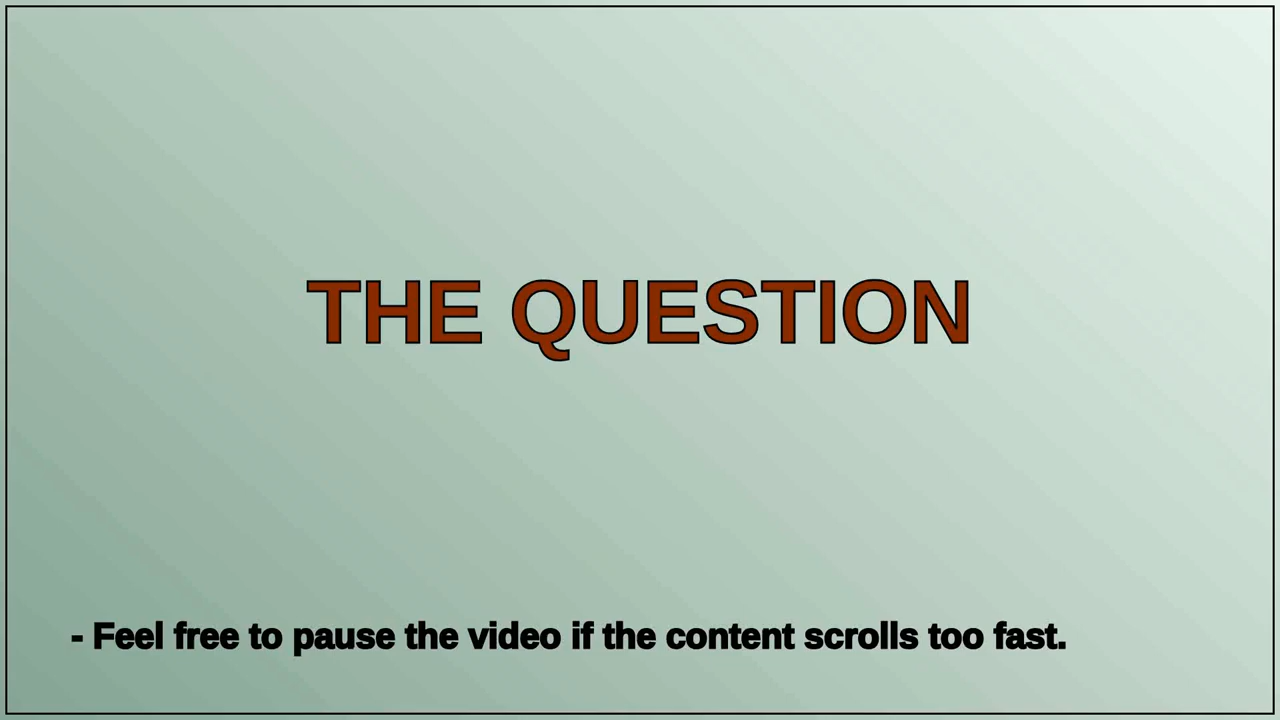 THE QUESTION
- Feel free to pause the video if the content scrolls too fast.